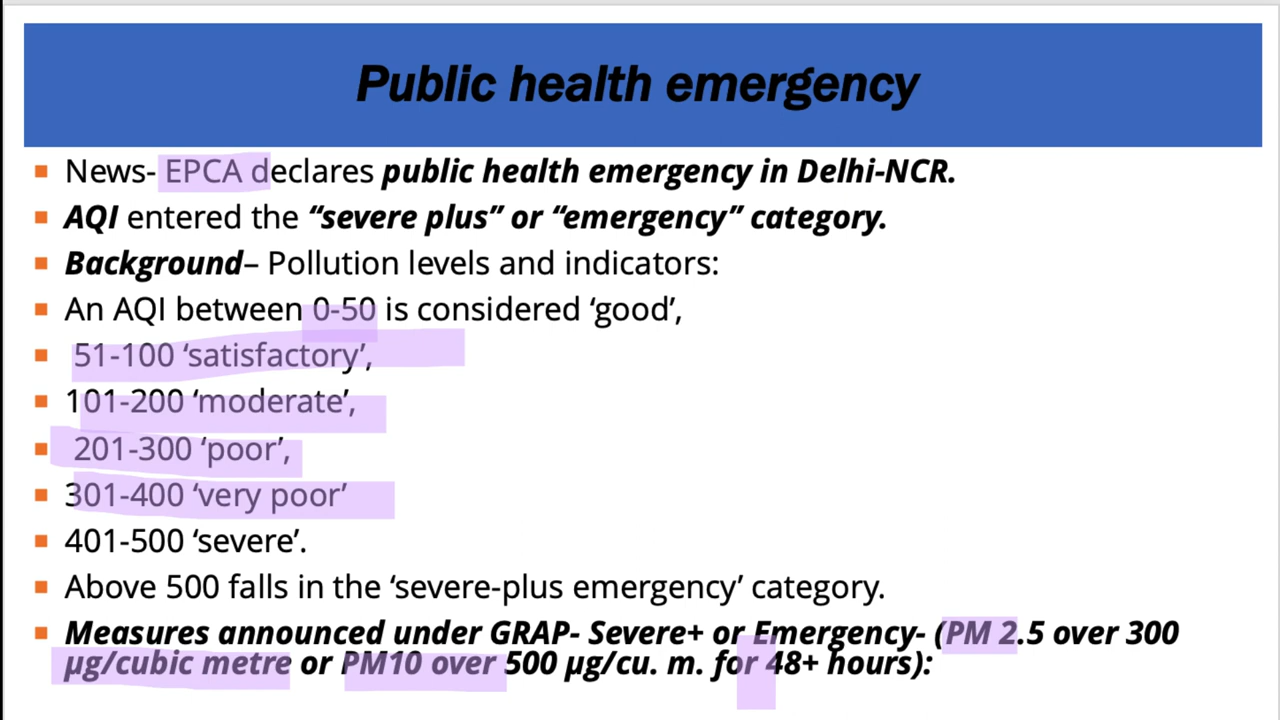 Public health emergency
News- EPCA declares public health emergency in Delhi-NCR.
AQI entered the “severe plus” or “emergency” category.
Background– Pollution levels and indicators:
An AQI between 0-50 is considered ‘good’,
51-100 ‘satisfactory’,
101-200 ‘moderate’,
201-300 ‘poor’,
301-400 ‘very poor’
401-500 ‘severe’.
Above 500 falls in the ‘severe-plus emergency’ category.
Measures announced under GRAP- Severe+ or Emergency- (PM 2.5 over 300
µg/cubic metre or PM10 over 500 µg/cu. m. for 48+ hours):